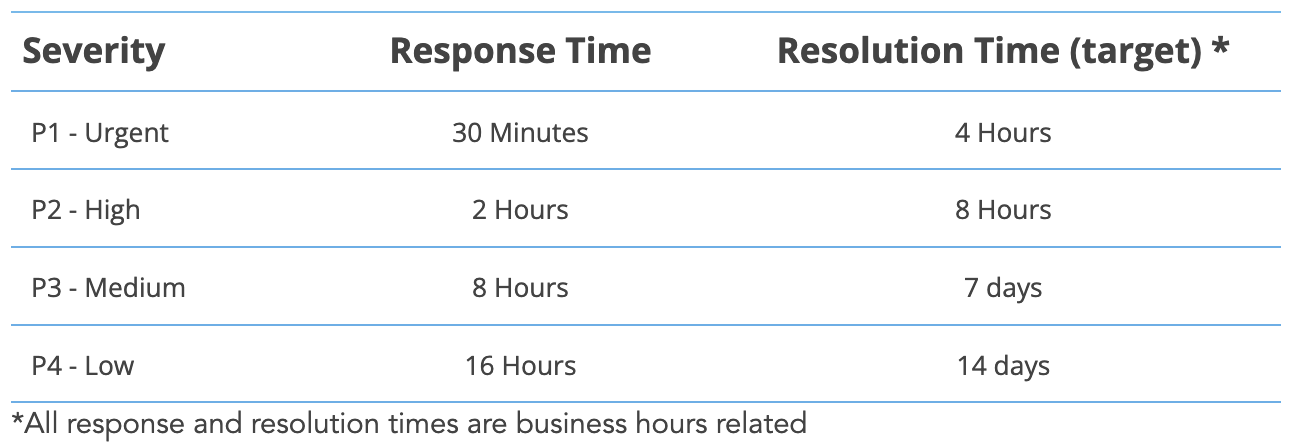 Severity Response Time Resolution Time (target) *
P1 - Urgent 30 Minutes 4 Hours
P2 - High 2 Hours 8 Hours
P3 - Medium 8 Hours 7 days
P4 - Low 16 Hours 14 days
*All response and resolution times are business hours related